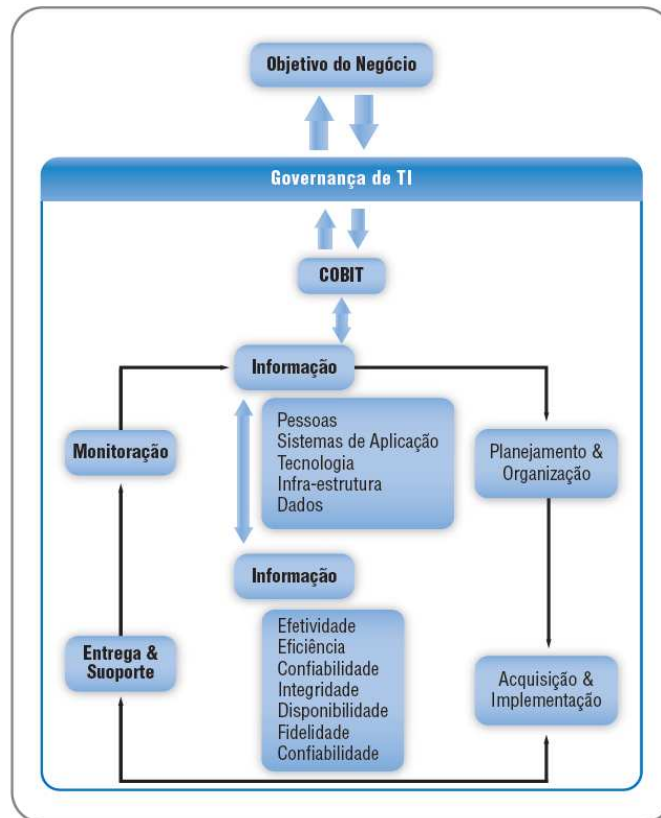 Objetivo do Negócio
Governança de TI
COBIT
Informação
Pessoas
Sistemas de Aplicação
Tecnologia
Infra-estrutura
Dados
Monitoração
Planejamento &
Organização
Informação
Efetividade
Eficiência
Confiabilidade
Integridade
Disponibilidade
Fidelidade
Confiabilidade
Entrega &
Suoporte
Acquisição &
Implementação